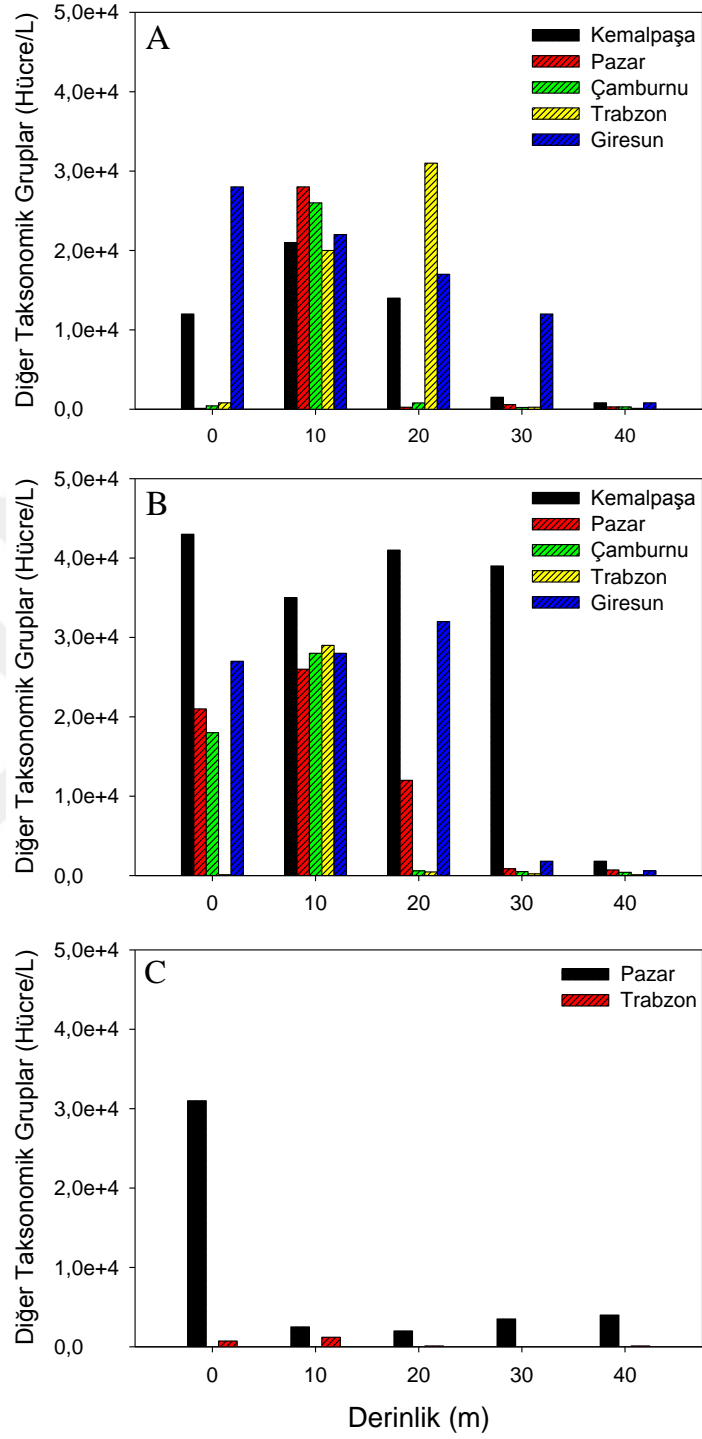 A
5,0e+4
4,0e+4
3,0e+4
2,0e+4
1,0e+4
0,0
Diğer Taksonomik Gruplar (Hücre/L)
Kemalpaşa
Pazar
Çamburnu
Trabzon
Giresun
0 10 20 30 40
B
5,0e+4
4,0e+4
3,0e+4
2,0e+4
1,0e+4
0,0
Diğer Taksonomik Gruplar (Hücre/L)
Kemalpaşa
Pazar
Çamburnu
Trabzon
Giresun
0 10 20 30 40
C
5,0e+4
4,0e+4
3,0e+4
2,0e+4
1,0e+4
0,0
Diğer Taksonomik Gruplar (Hücre/L)
Pazar
Trabzon
0 10 20 30 40
Derinlik (m)